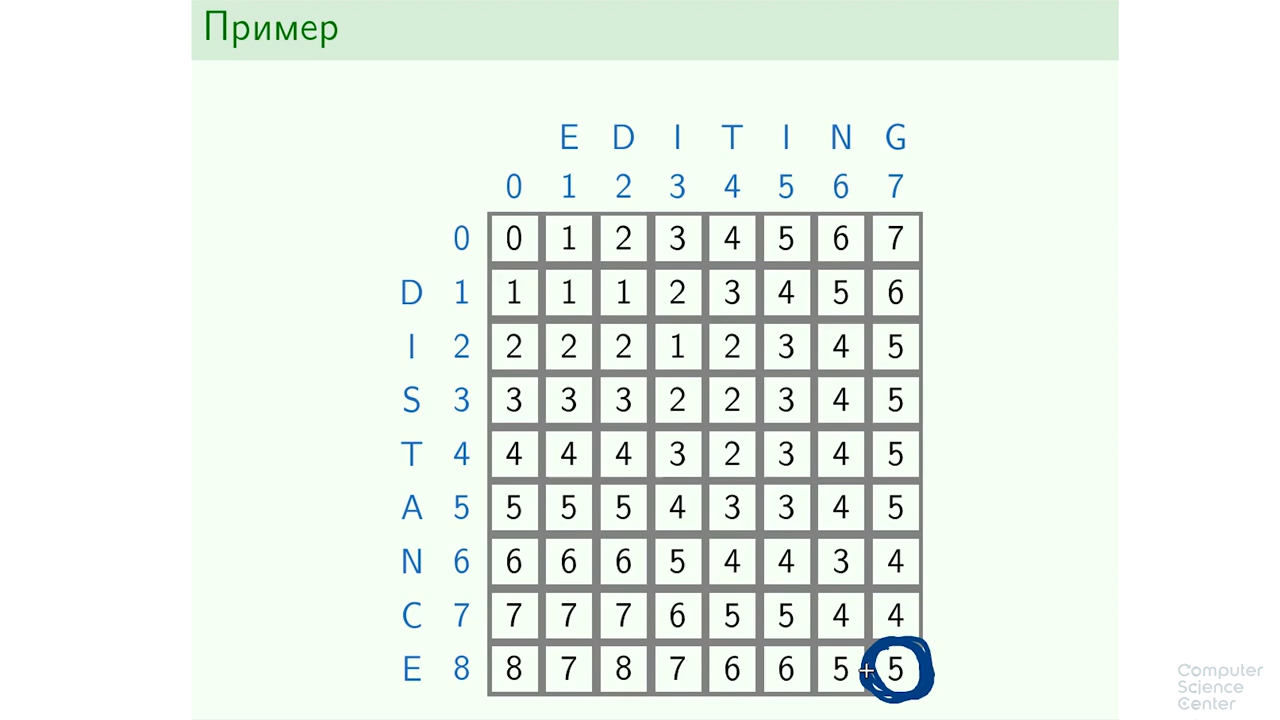 Пример
E D I T I N G
0 1 2 3 4 5 6 7
0 0 1 2 3 4 5 6 7
D 1 1 1 1 2 3 4 5 6
I 2 2 2 2 1 2 3 4 5
S 3 3 3 3 2 2 3 4 5
T 4 4 4 4 3 2 3 4 5
A 5 5 5 5 4 3 3 4 5
N 6 6 6 6 5 4 4 3 4
C 7 7 7 7 6 5 5 4 4
E 8 8 7 8 7 6 6 5 5
Computer
Science
Center